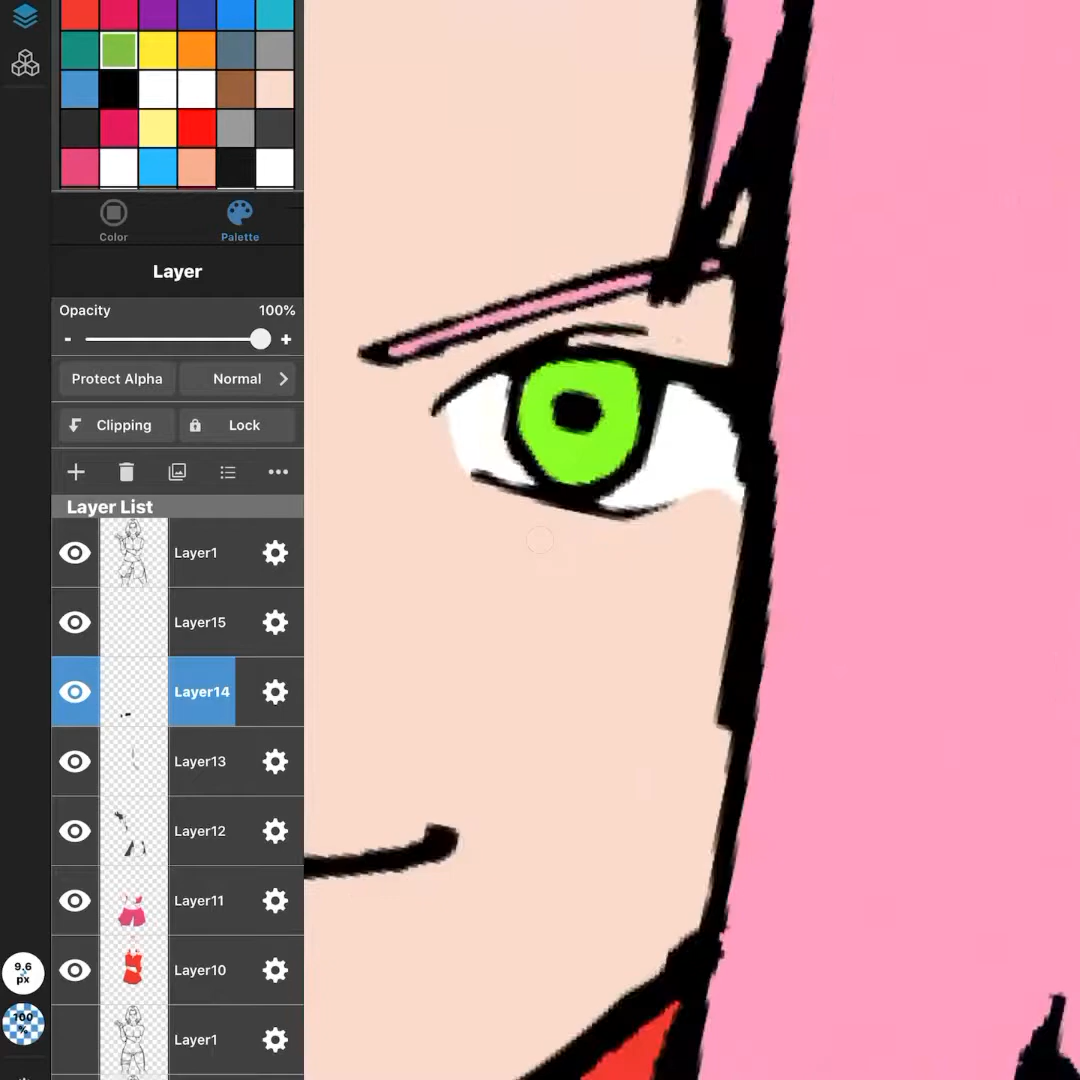 Color
Palette
Layer
Opacity 100%
- +
Protect Alpha Normal
Clipping Lock
Layer List
Layer1
Layer15
Layer14
Layer13
Layer12
Layer11
Layer10
9.6
px
100
%
Layer1